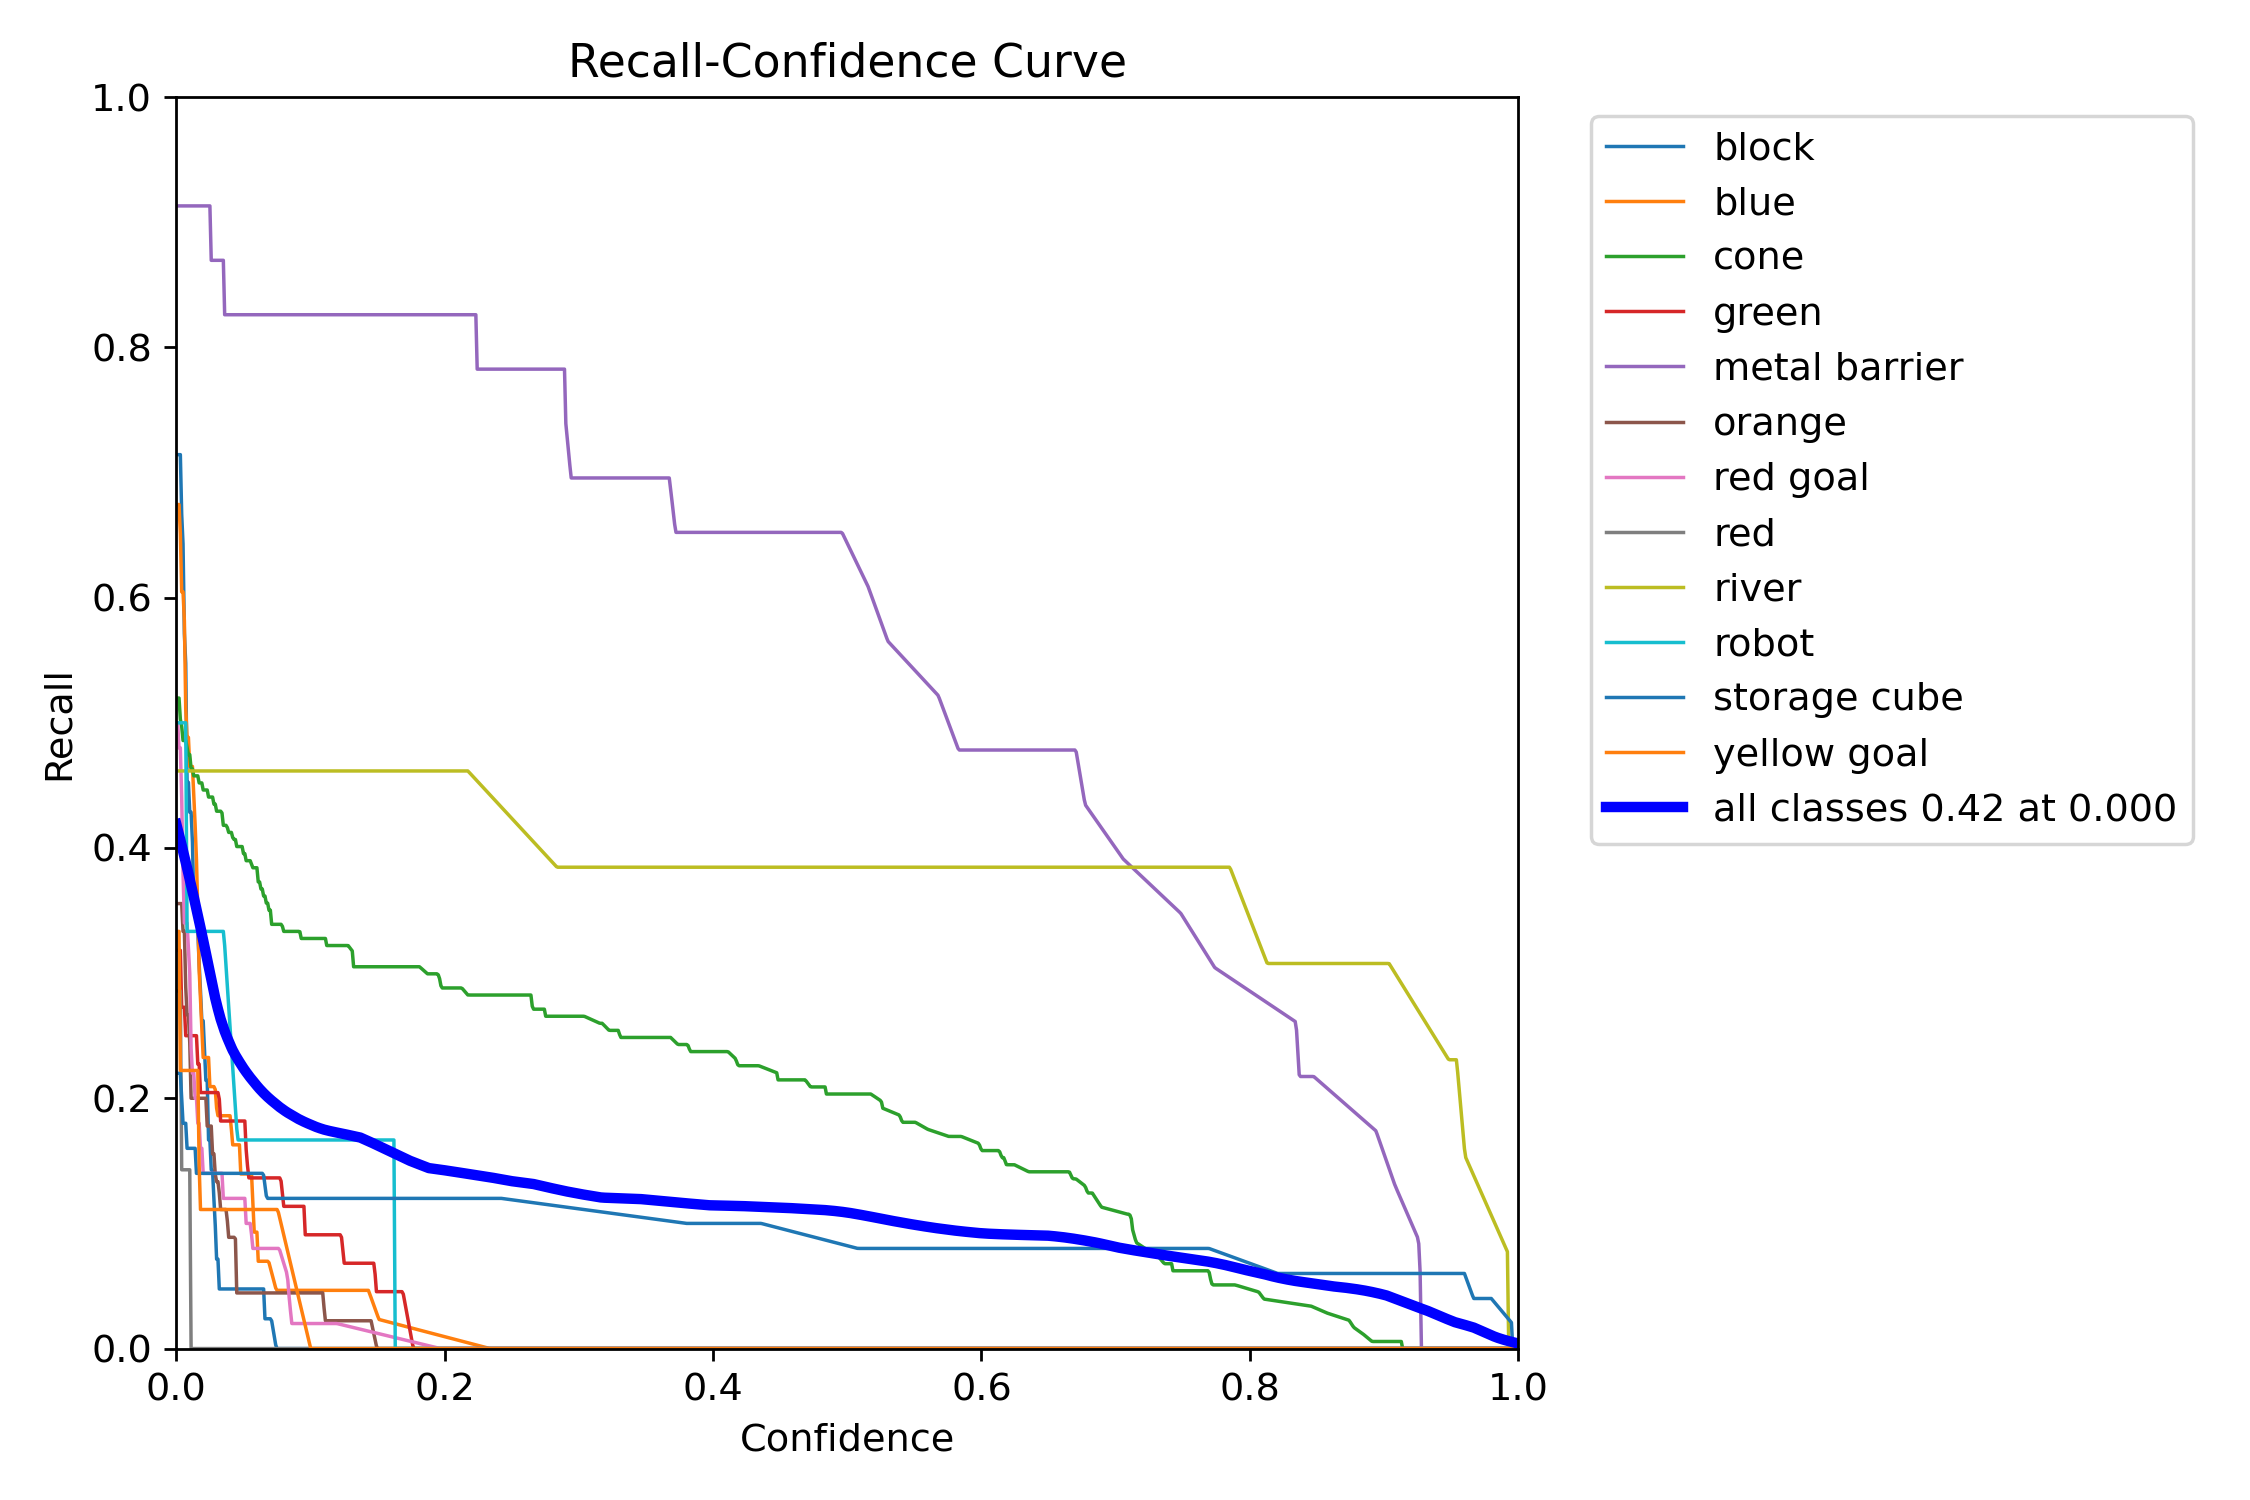 Recall-Confidence Curve
1.0
0.8
0.6
0.4
0.2
0.0
Recall
0.0 0.2 0.4 0.6 0.8 1.0
Confidence
block
blue
cone
green
metal barrier
orange
red goal
red
river
robot
storage cube
yellow goal
all classes 0.42 at 0.000